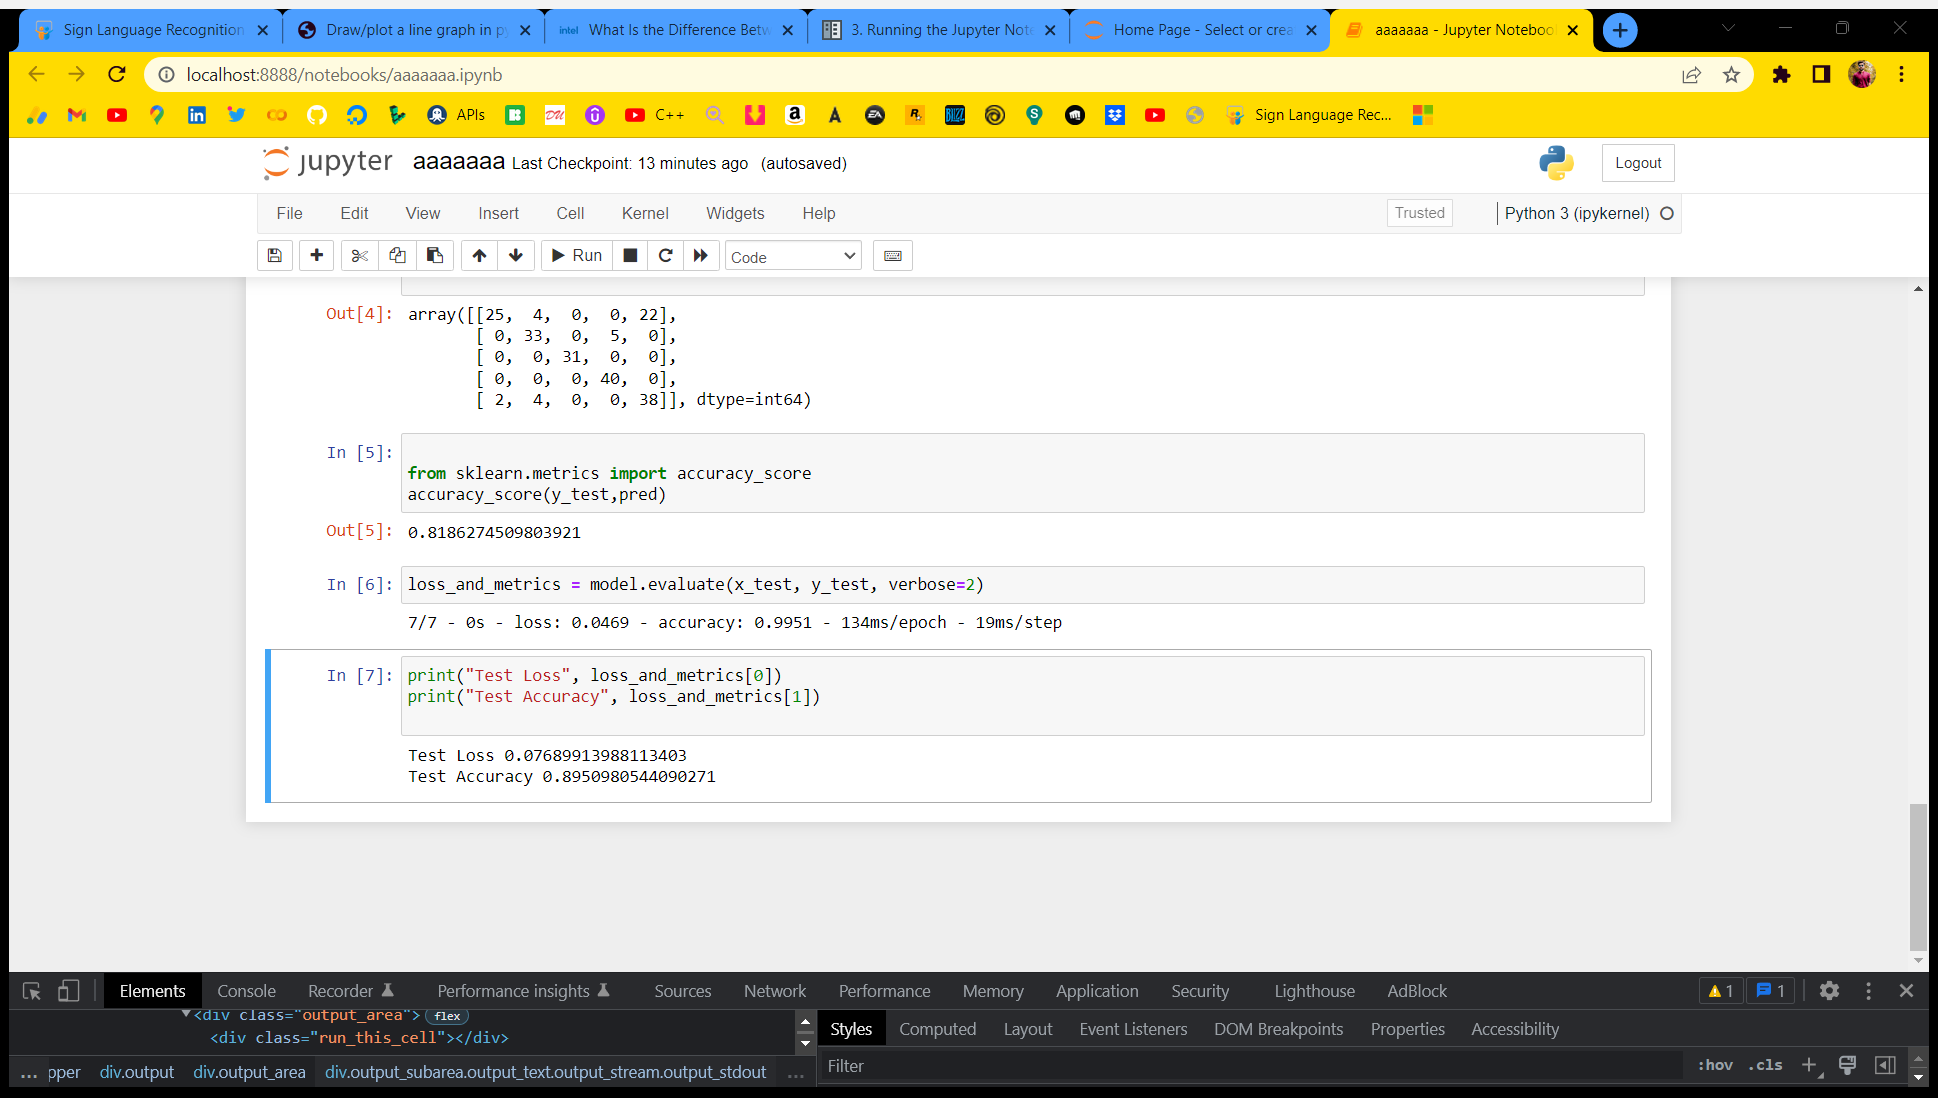 Sign Language Recognition
Draw/plot a line graph in py
intel What Is the Difference Betw
3. Running the Jupyter Note
Home Page - Select or crea
aaaaaaa - Jupyter Noteboo
localhost:8888/notebooks/aaaaaaa.ipynb
APIs
DU
C++
EA
BLIZZ
Sign Language Rec...
jupyter aaaaaaa Last Checkpoint: 13 minutes ago (autosaved)
Logout
File Edit View Insert Cell Kernel Widgets Help
Trusted
Python 3 (ipykernel)
Run
Code
Out[4]: array([[25, 4, 0, 0, 22],
[ 0, 33, 0, 5, 0],
[ 0, 0, 31, 0, 0],
[ 0, 0, 0, 40, 0],
[ 2, 4, 0, 0, 38]], dtype=int64)
In [5]:
from sklearn.metrics import accuracy_score
accuracy_score(y_test,pred)
Out[5]: 0.8186274509803921
In [6]: loss_and_metrics = model.evaluate(x_test, y_test, verbose=2)
7/7 - 0s - loss: 0.0469 - accuracy: 0.9951 - 134ms/epoch - 19ms/step
In [7]: print("Test Loss", loss_and_metrics[0])
print("Test Accuracy", loss_and_metrics[1])
Test Loss 0.07689913988113403
Test Accuracy 0.8950980544090271
Elements Console Recorder Performance insights Sources Network Performance Memory Application Security Lighthouse AdBlock
1 1
<div class="output_area"> flex
<div class="run_this_cell"></div>
Styles Computed Layout Event Listeners DOM Breakpoints Properties Accessibility
... pper div.output div.output_area div.output_subarea.output_text.output_stream.output_stdout ...
Filter
:hov .cls